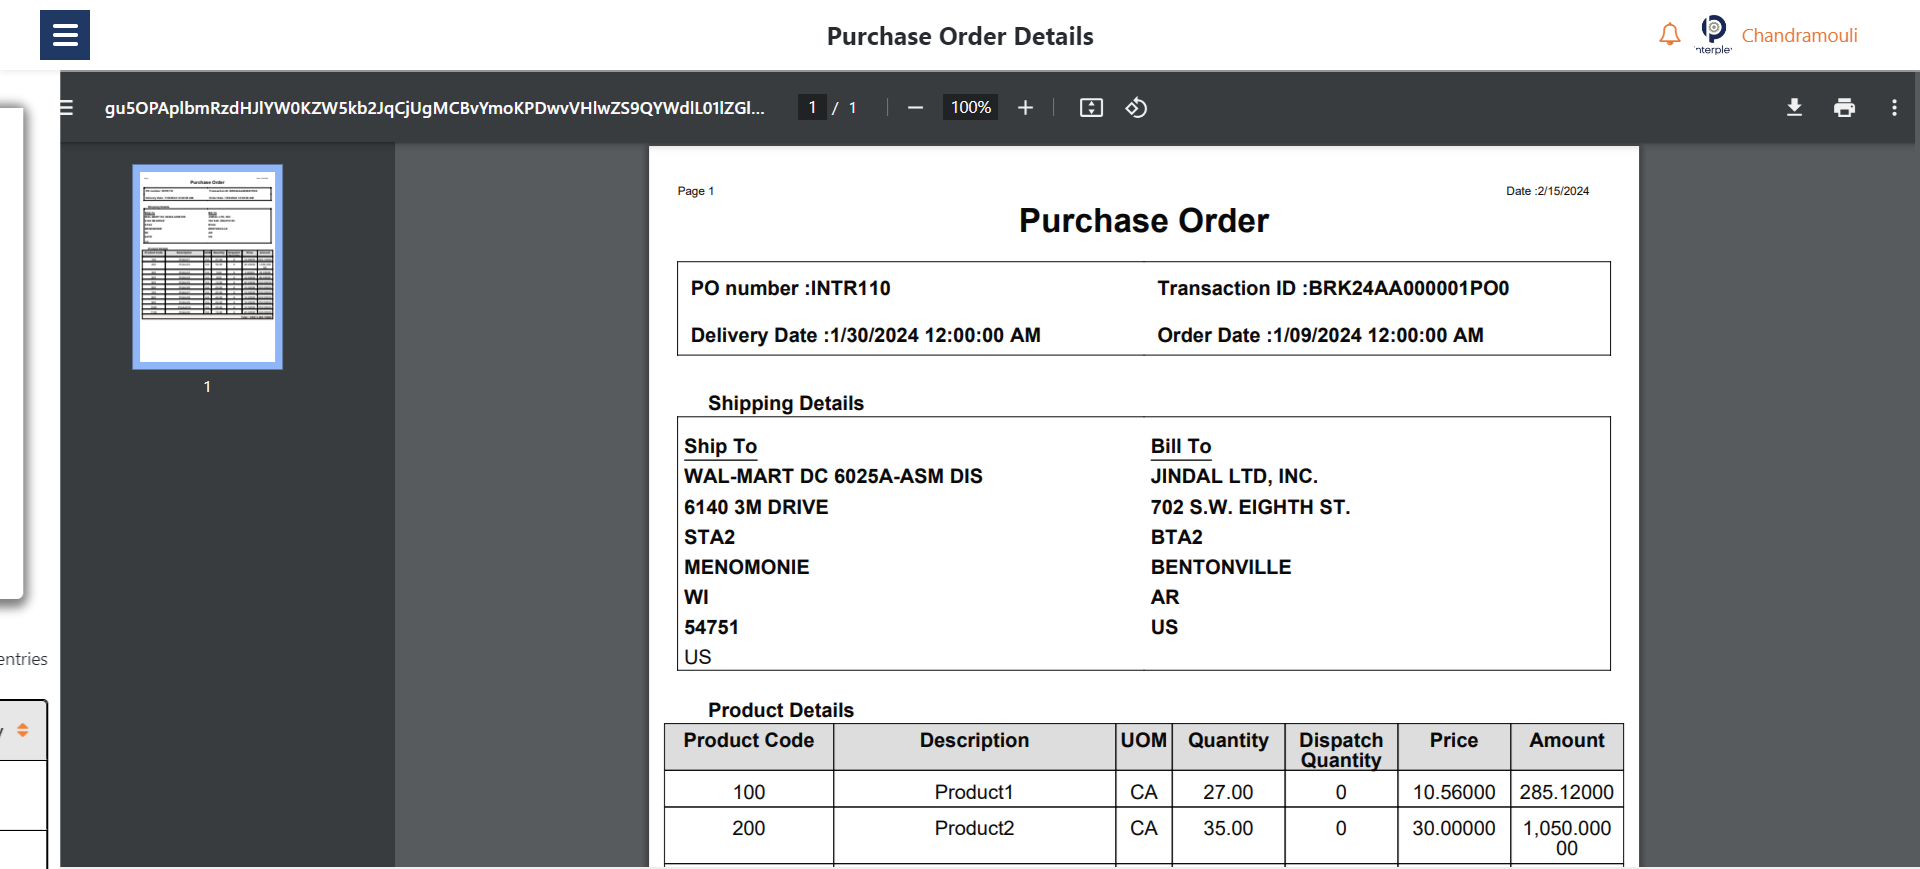 Purchase Order Details
nterple
Chandramouli
gu5OPAplbmRzdHJlYW0KZW5kb2JqCjUgMCBvYmoKPDwvVHlwZS9QYWdlL01lZGl...
1 / 1
100%
1
Page 1
Date :2/15/2024
Purchase Order
PO number :INTR110
Transaction ID :BRK24AA000001PO0
Delivery Date :1/30/2024 12:00:00 AM
Order Date :1/09/2024 12:00:00 AM
Shipping Details
Ship To
WAL-MART DC 6025A-ASM DIS
6140 3M DRIVE
STA2
MENOMONIE
WI
54751
US
Bill To
JINDAL LTD, INC.
702 S.W. EIGHTH ST.
BTA2
BENTONVILLE
AR
US
entries
Product Details
Product Code Description UOM Quantity Dispatch Quantity Price Amount
100 Product1 CA 27.00 0 10.56000 285.12000
200 Product2 CA 35.00 0 30.00000 1,050.00000